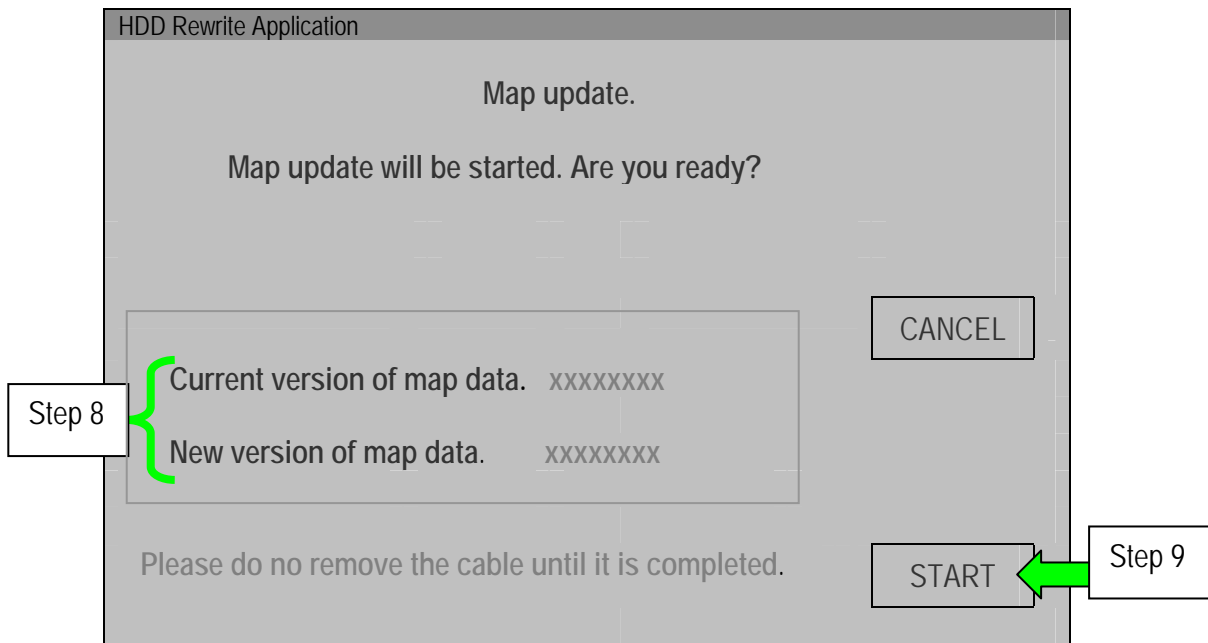 HDD Rewrite Application
Map update.
Map update will be started. Are you ready?
CANCEL
Current version of map data. xxxxxxxx
Step 8
New version of map data. xxxxxxxx
Please do no remove the cable until it is completed.
START
Step 9